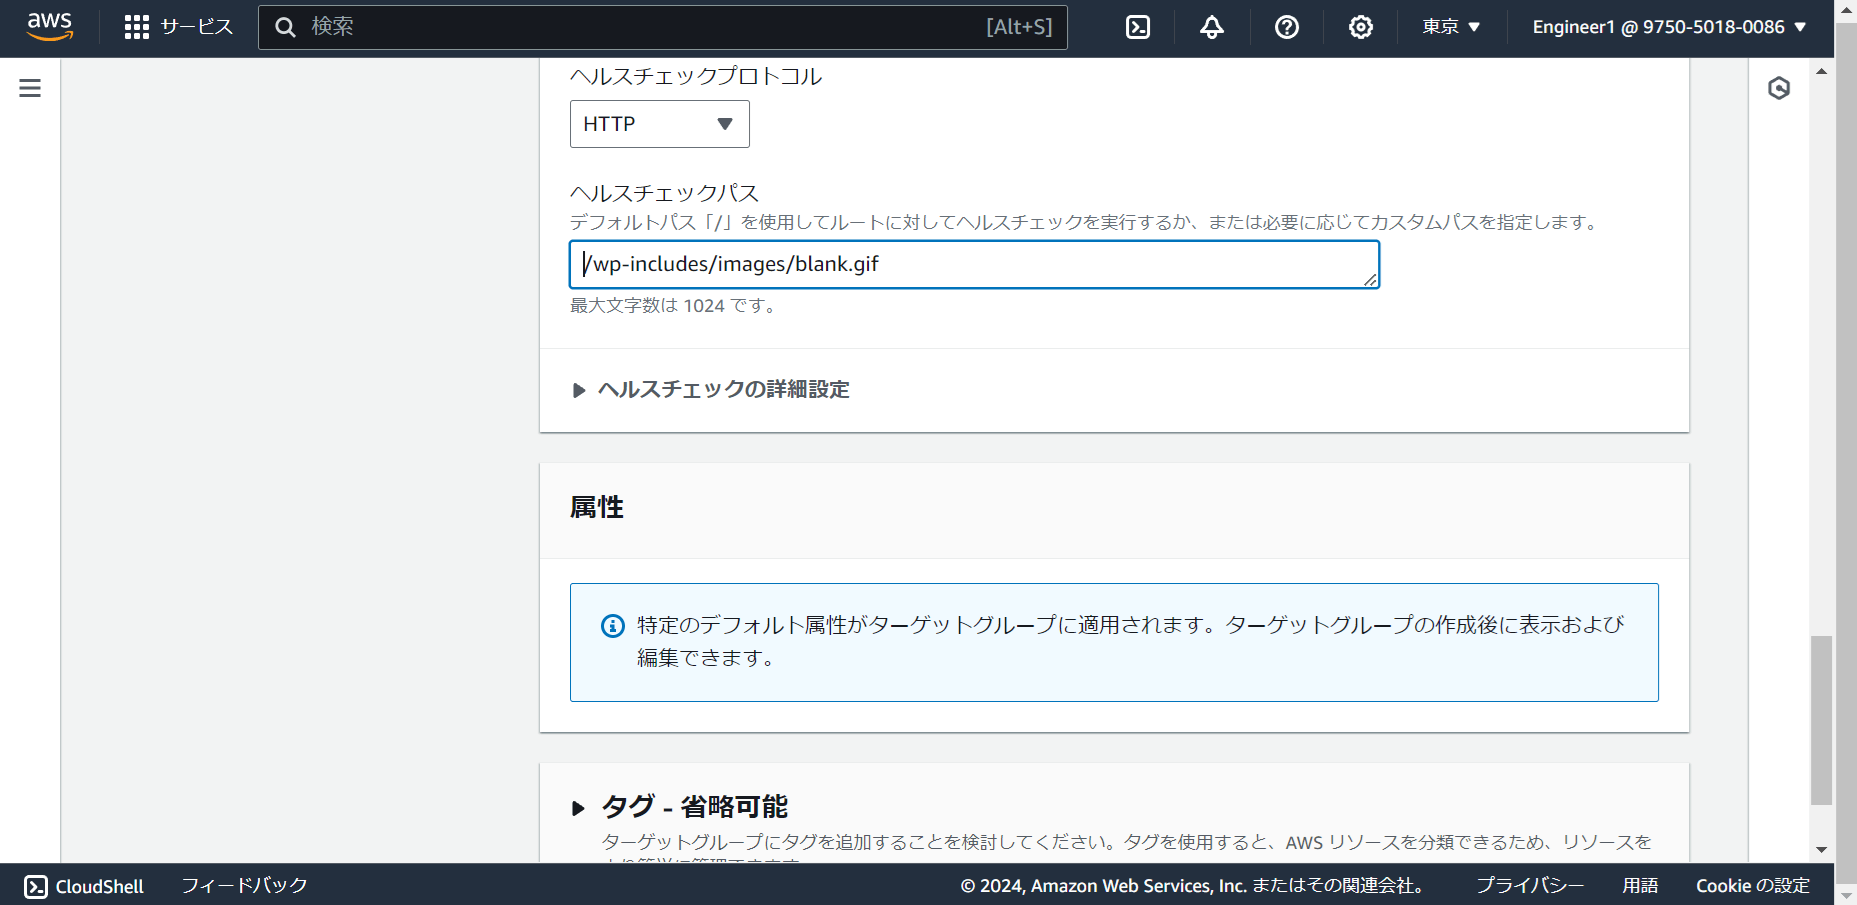 aws
サービス
検索
[Alt+S]
東京
Engineer1 @ 9750-5018-0086
ヘルスチェックプロトコル
HTTP
ヘルスチェックパス
デフォルトパス「/」を使用してルートに対してヘルスチェックを実行するか、または必要に応じてカスタムパスを指定します。
/wp-includes/images/blank.gif
最大文字数は 1024 です。
ヘルスチェックの詳細設定
属性
特定のデフォルト属性がターゲットグループに適用されます。ターゲットグループの作成後に表示および
編集できます。
タグ - 省略可能
ターゲットグループにタグを追加することを検討してください。タグを使用すると、AWS リソースを分類できるため、リソースを
CloudShell
フィードバック
© 2024, Amazon Web Services, Inc. またはその関連会社。
プライバシー
用語
Cookie の設定